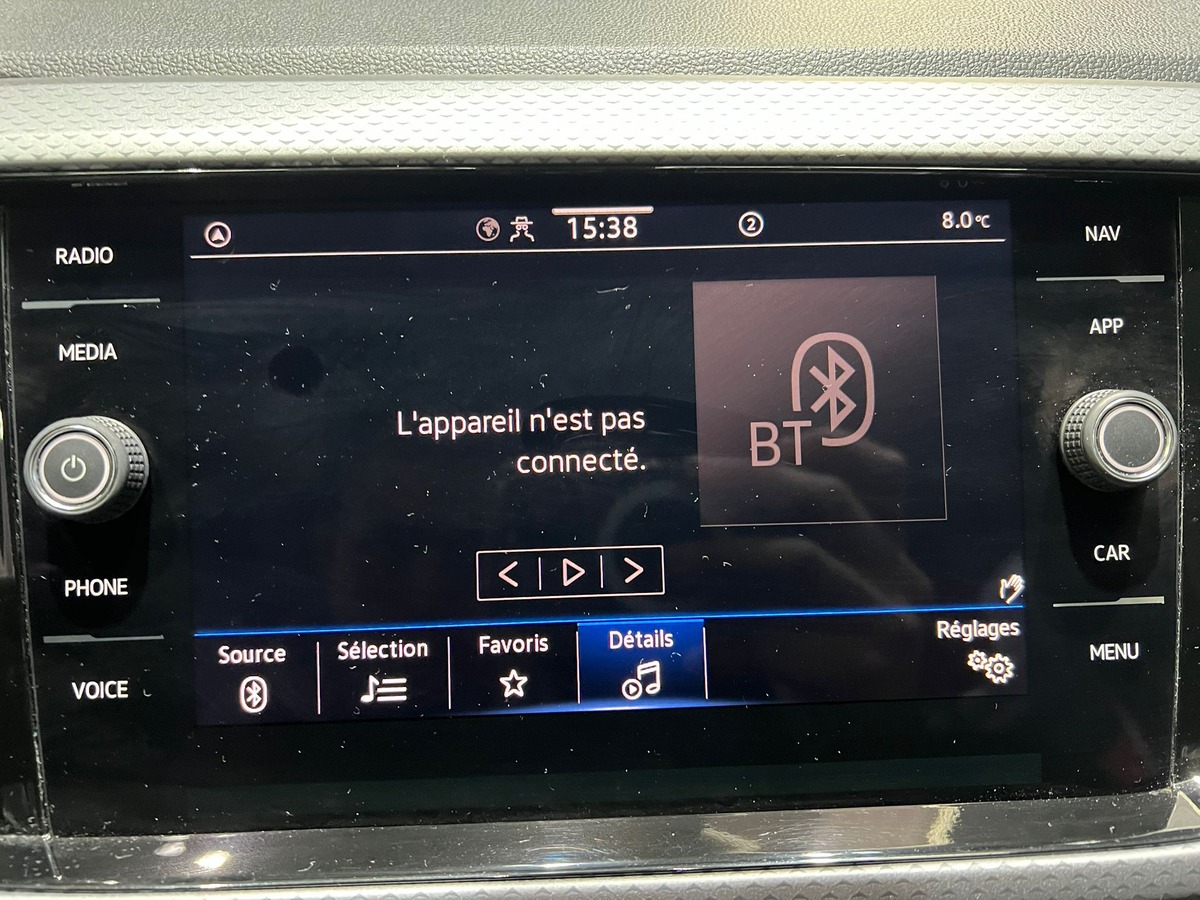 RADIO
MEDIA
PHONE
VOICE
15:38
2
8.0°C
L'appareil n'est pas
connecté.
BT
Source
Sélection
Favoris
Détails
Réglages
NAV
APP
CAR
MENU